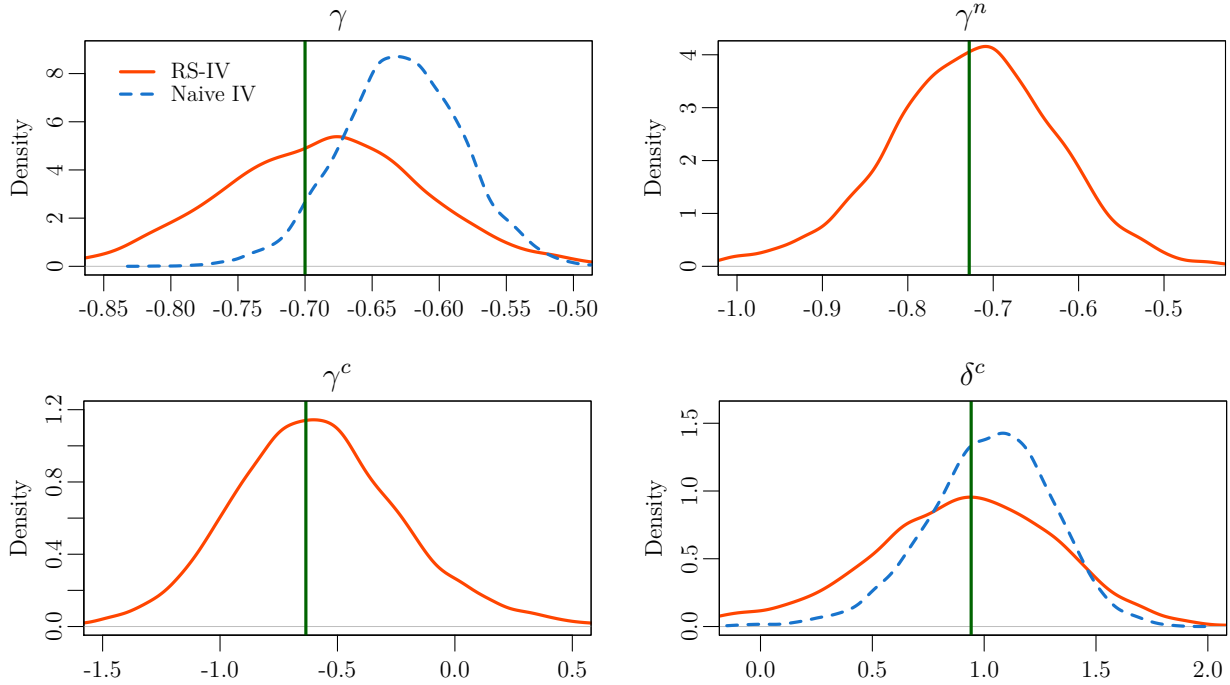 γ
Density
0 2 4 6 8
RS-IV
Naive IV
-0.85 -0.80 -0.75 -0.70 -0.65 -0.60 -0.55 -0.50
γⁿ
Density
0 1 2 3 4
-1.0 -0.9 -0.8 -0.7 -0.6 -0.5
γᶜ
Density
0.0 0.4 0.8 1.2
-1.5 -1.0 -0.5 0.0 0.5
δᶜ
Density
0.0 0.5 1.0 1.5
0.0 0.5 1.0 1.5 2.0